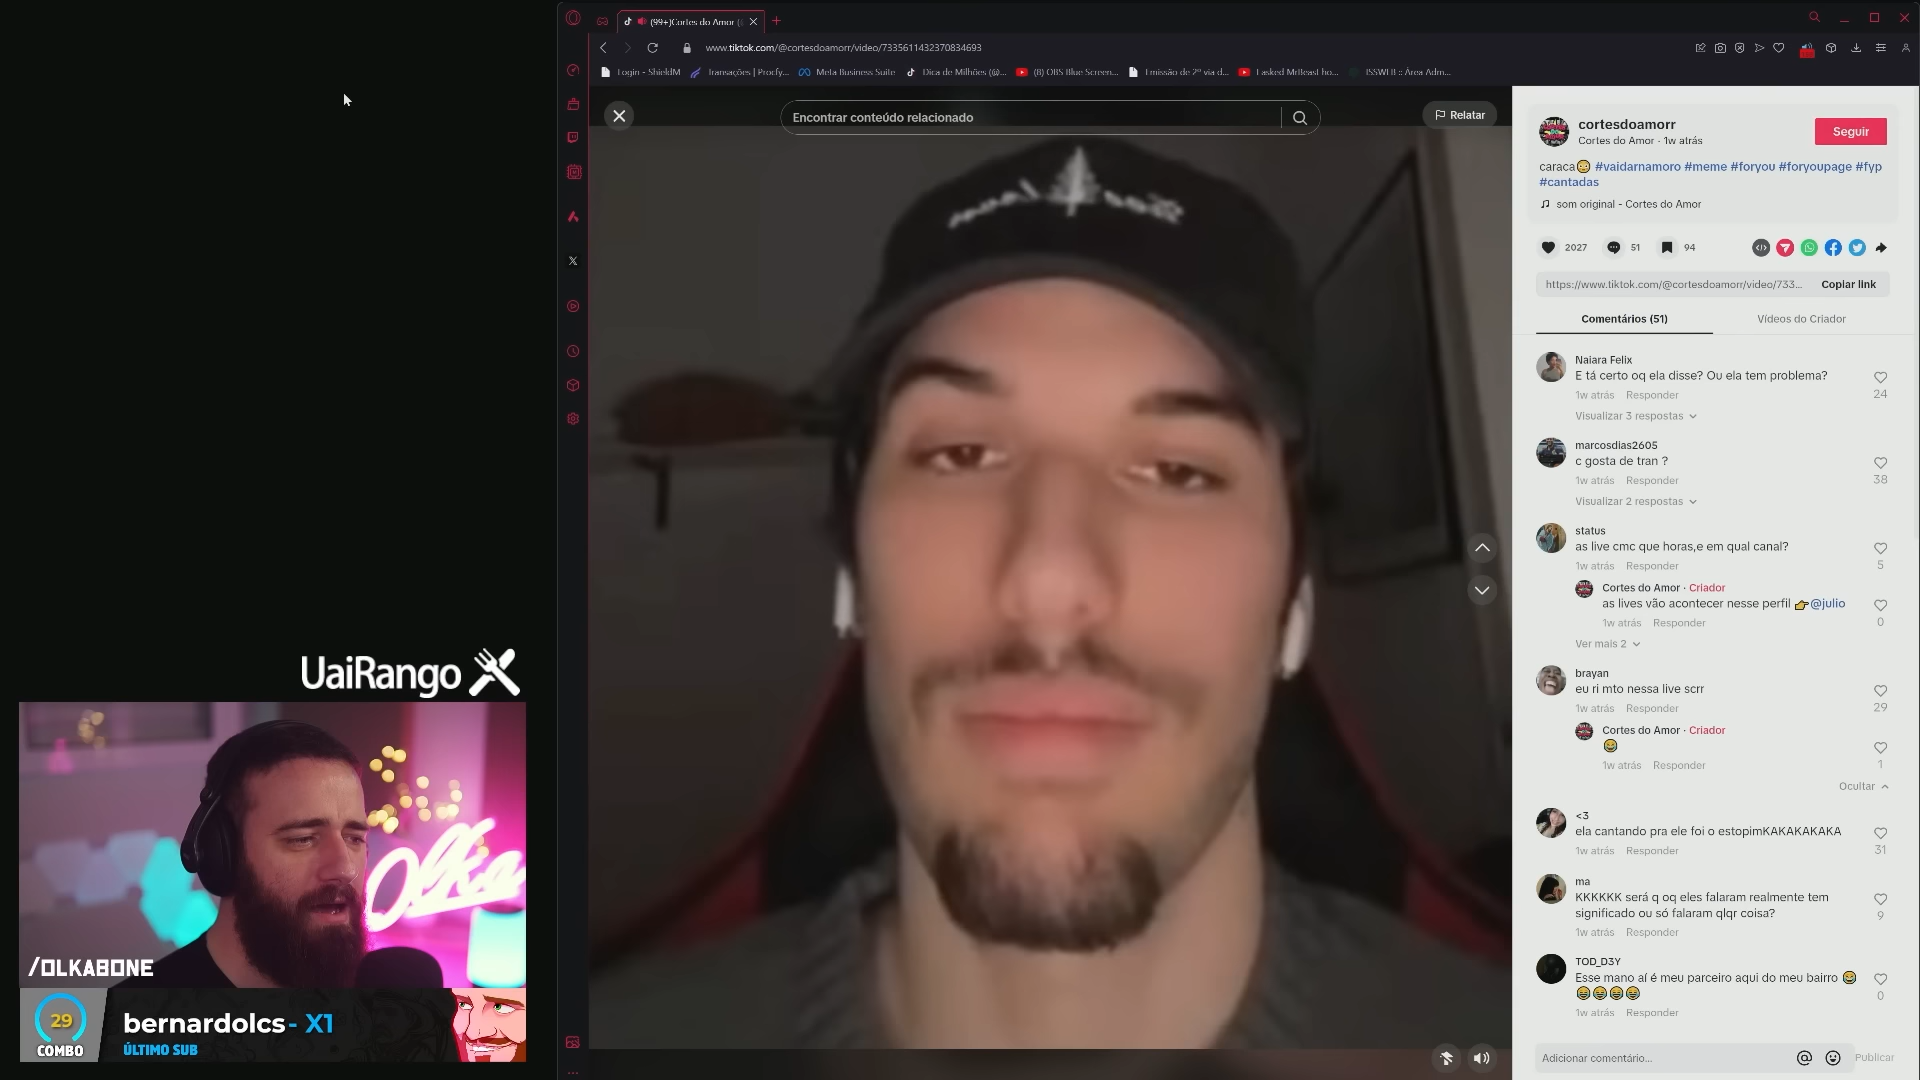 (99+)Cortes do Amor (
www.tiktok.com/@cortesdoamorr/video/7335611432370834693
Login - ShieldM
Transações | Procfy...
Meta Business Suite
Dica de Milhões (@...
(8) OBS Blue Screen...
Emissão de 2ª via d...
I asked MrBeast ho...
ISSWEB :: Área Adm...
Encontrar conteúdo relacionado
Relatar
cortesdoamorr
Cortes do Amor · 1w atrás
Seguir
caraca😳 #vaidarnamoro #meme #foryou #foryoupage #fyp
#cantadas
som original - Cortes do Amor
2027
51
94
https://www.tiktok.com/@cortesdoamorr/video/733...
Copiar link
Comentários (51)
Vídeos do Criador
Naiara Felix
E tá certo oq ela disse? Ou ela tem problema?
1w atrás Responder
24
Visualizar 3 respostas
marcosdias2605
c gosta de tran ?
1w atrás Responder
38
Visualizar 2 respostas
status
as live cmc que horas,e em qual canal?
1w atrás Responder
5
Cortes do Amor · Criador
as lives vão acontecer nesse perfil 👉@julio
1w atrás Responder
0
Ver mais 2
brayan
eu ri mto nessa live scrr
1w atrás Responder
29
Cortes do Amor · Criador
😂
1w atrás Responder
1
Ocultar
<3
ela cantando pra ele foi o estopimKAKAKAKAKA
1w atrás Responder
31
ma
KKKKKK será q oq eles falaram realmente tem
significado ou só falaram qlqr coisa?
1w atrás Responder
9
TOD_D3Y
Esse mano aí é meu parceiro aqui do meu bairro 😂
😂😂😂😂
1w atrás Responder
0
Adicionar comentário...
Publicar
UaiRango
Olka
/OLKABONE
29
COMBO
bernardolcs - X1
ÚLTIMO SUB